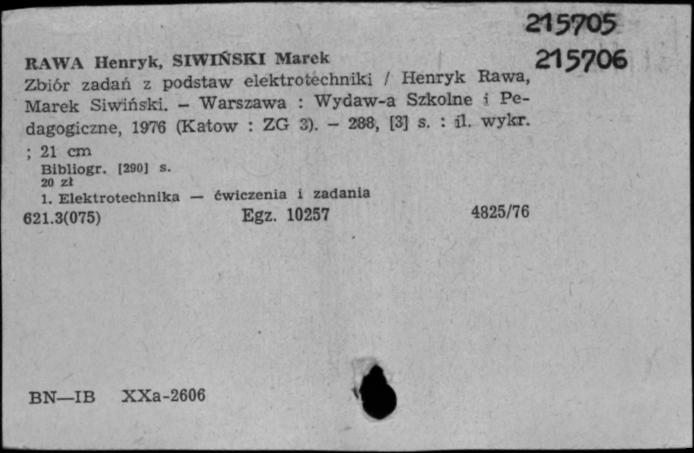 215705
RAWA Henryk, SIWIŃSKI Marek
215706
Zbiór zadań z podstaw elektrotechniki / Henryk Rawa,
Marek Siwiński. — Warszawa : Wydaw-a Szkolne i Pe-
dagogiczne, 1976 (Katow : ZG 3). — 288, [3] s. : il. wykr.
; 21 cm
Bibliogr. [290] s.
20 zł
1. Elektrotechnika — ćwiczenia i zadania
621.3(075) Egz. 10257 4825/76
BN—IB XXa-2606